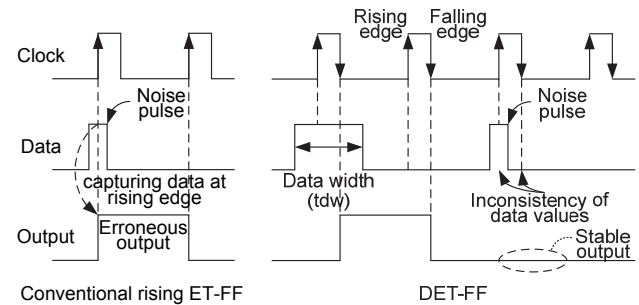 Clock
Noise
pulse
Data
capturing data at
rising edge
Erroneous
output
Output
Conventional rising ET-FF
Rising
edge
Falling
edge
Noise
pulse
Data width
(tdw)
Inconsistency of
data values
Stable
output
DET-FF